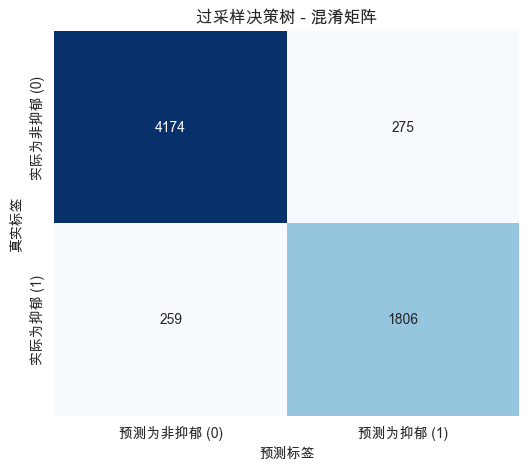 过采样决策树 - 混淆矩阵
真实标签
实际为非抑郁 (0)
4174
275
实际为抑郁 (1)
259
1806
预测为非抑郁 (0)
预测为抑郁 (1)
预测标签